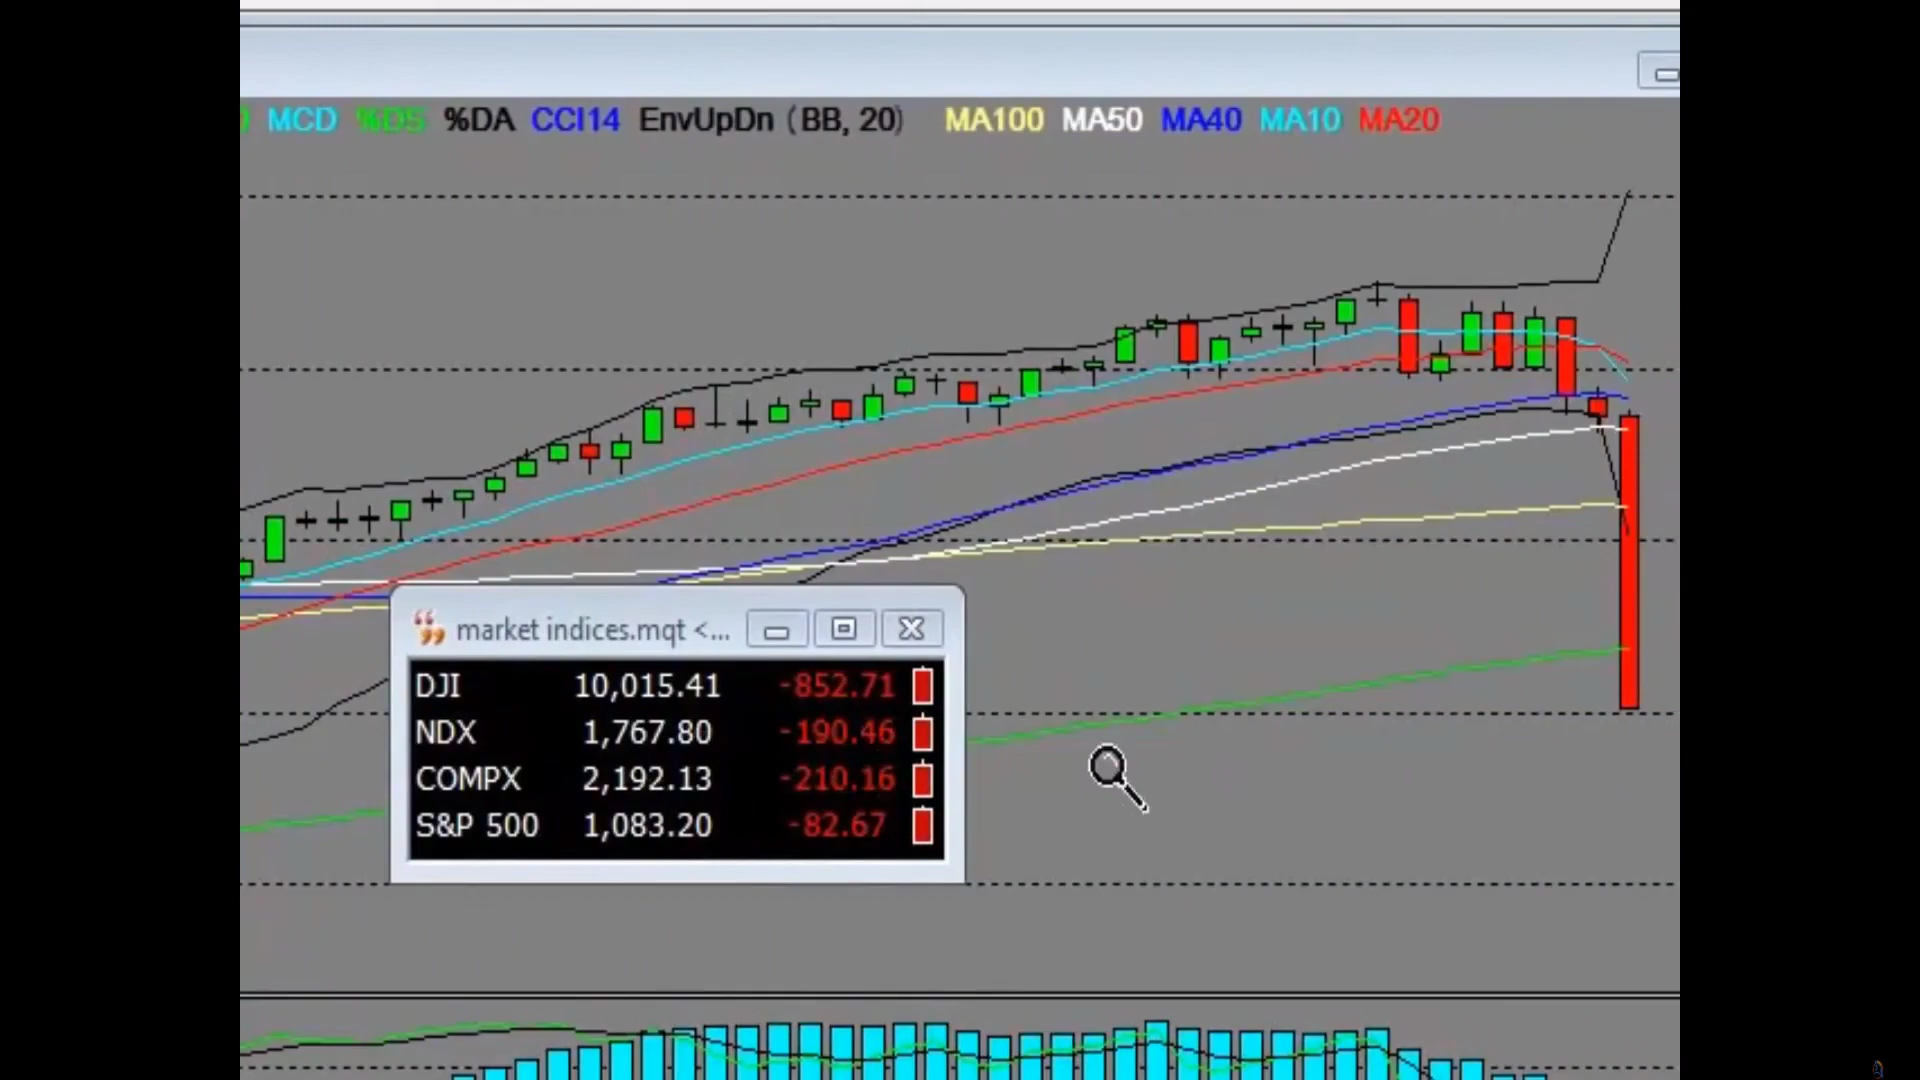 MCD %DS %DA CCI14 EnvUpDn (BB, 20) MA100 MA50 MA40 MA10 MA20
market indices.mqt <...
DJI 10,015.41 -852.71
NDX 1,767.80 -190.46
COMPX 2,192.13 -210.16
S&P 500 1,083.20 -82.67